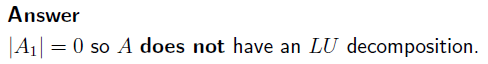 Answer
|A₁| = 0 so A does not have an LU decomposition.